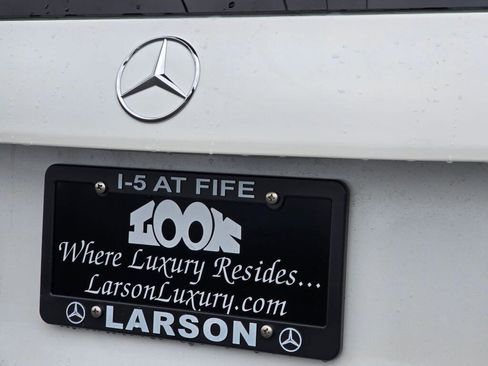 I-5 AT FIFE
LOOK
Where Luxury Resides...
LarsonLuxury.com
LARSON